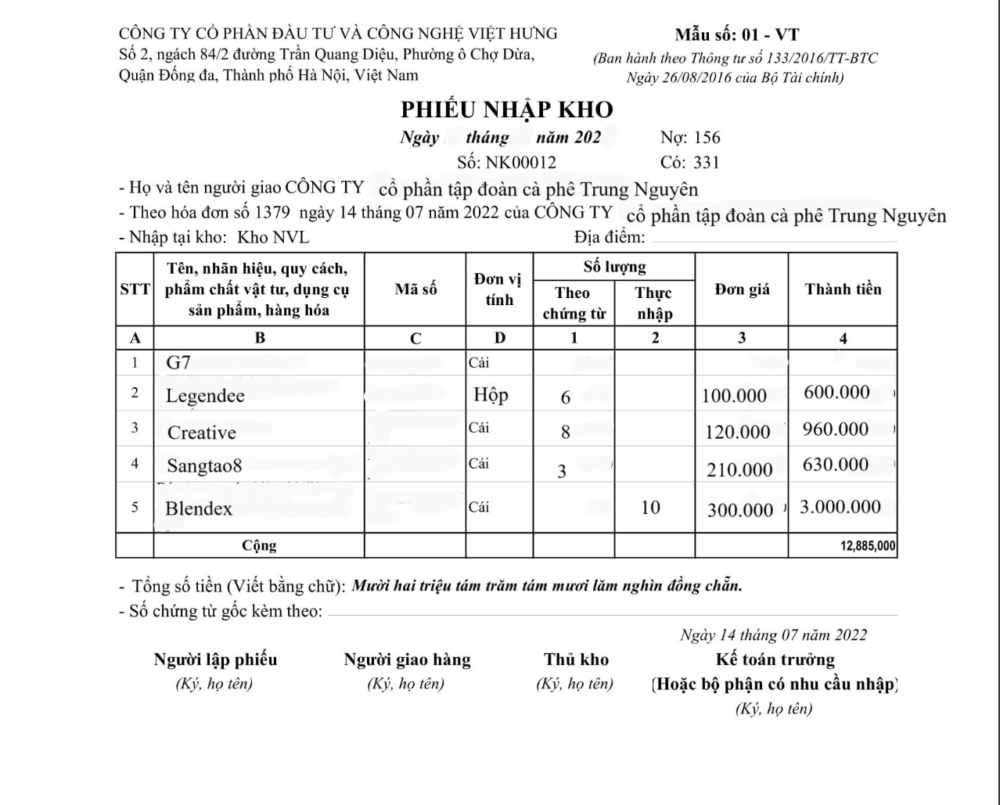 CÔNG TY CỔ PHẦN ĐẦU TƯ VÀ CÔNG NGHỆ VIỆT HƯNG
Số 2, ngách 84/2 đường Trần Quang Diệu, Phường ô Chợ Dừa,
Quận Đống đa, Thành phố Hà Nội, Việt Nam
Mẫu số: 01 - VT
(Ban hành theo Thông tư số 133/2016/TT-BTC
Ngày 26/08/2016 của Bộ Tài chính)
PHIẾU NHẬP KHO
Ngày tháng năm 202 Nợ: 156
Số: NK00012 Có: 331
- Họ và tên người giao CÔNG TY cổ phần tập đoàn cà phê Trung Nguyên
- Theo hóa đơn số 1379 ngày 14 tháng 07 năm 2022 của CÔNG TY cổ phần tập đoàn cà phê Trung Nguyên
- Nhập tại kho: Kho NVL Địa điểm:
STT Tên, nhãn hiệu, quy cách, phẩm chất vật tư, dụng cụ sản phẩm, hàng hóa Mã số Đơn vị tính Số lượng Đơn giá Thành tiền
Theo chứng từ Thực nhập
A B C D 1 2 3 4
1 G7 Cái
2 Legendee Hộp 6 100.000 600.000
3 Creative Cái 8 120.000 960.000
4 Sangtao8 Cái 3 210.000 630.000
5 Blendex Cái 10 300.000 3.000.000
Cộng 12,885,000
- Tổng số tiền (Viết bằng chữ): Mười hai triệu tám trăm tám mươi lăm nghìn đồng chẵn.
- Số chứng từ gốc kèm theo:
Ngày 14 tháng 07 năm 2022
Người lập phiếu Người giao hàng Thủ kho Kế toán trưởng
(Ký, họ tên) (Ký, họ tên) (Ký, họ tên) (Hoặc bộ phận có nhu cầu nhập)
(Ký, họ tên)